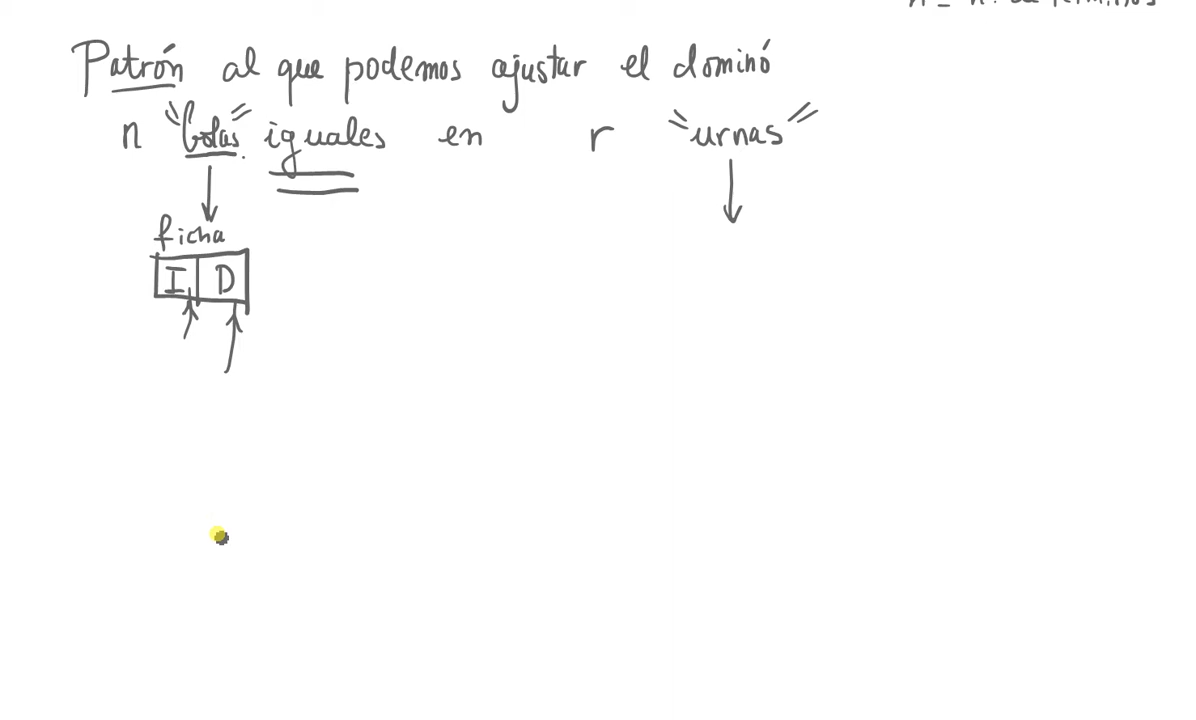 Patrón al que podemos ajustar el dominó
n "bolas" iguales en r "urnas"
ficha
I D